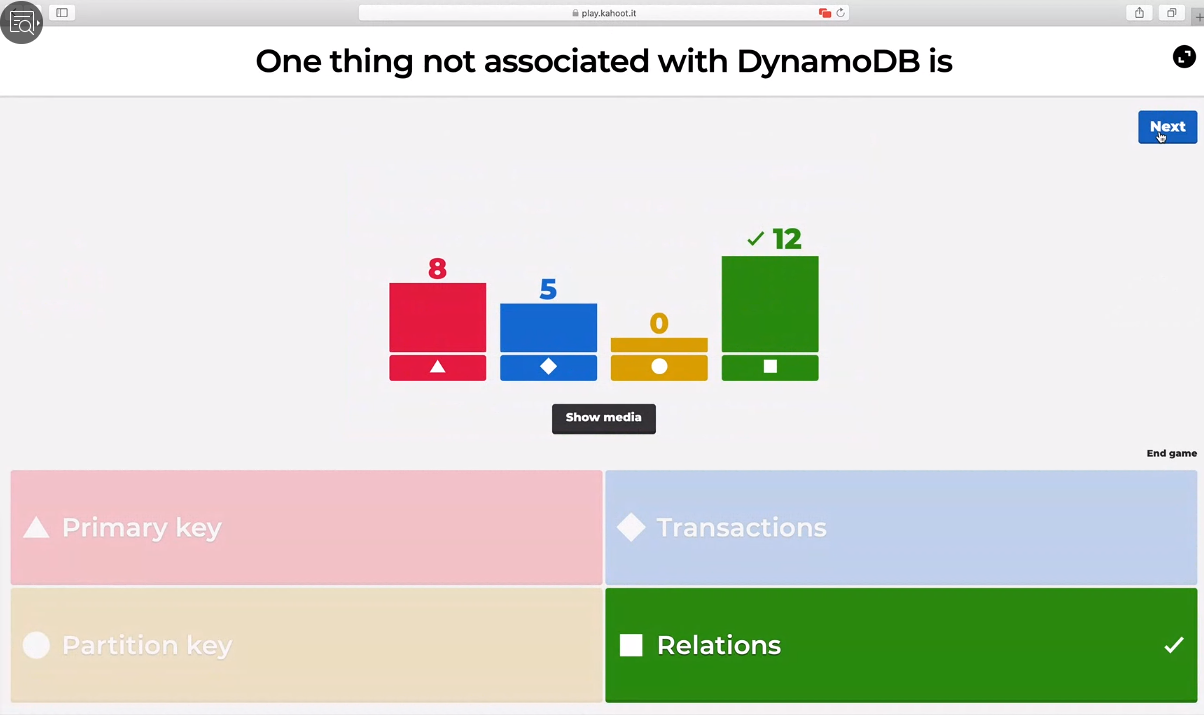 play.kahoot.it
One thing not associated with DynamoDB is
Next
8
5
0
12
Show media
End game
Primary key
Transactions
Partition key
Relations